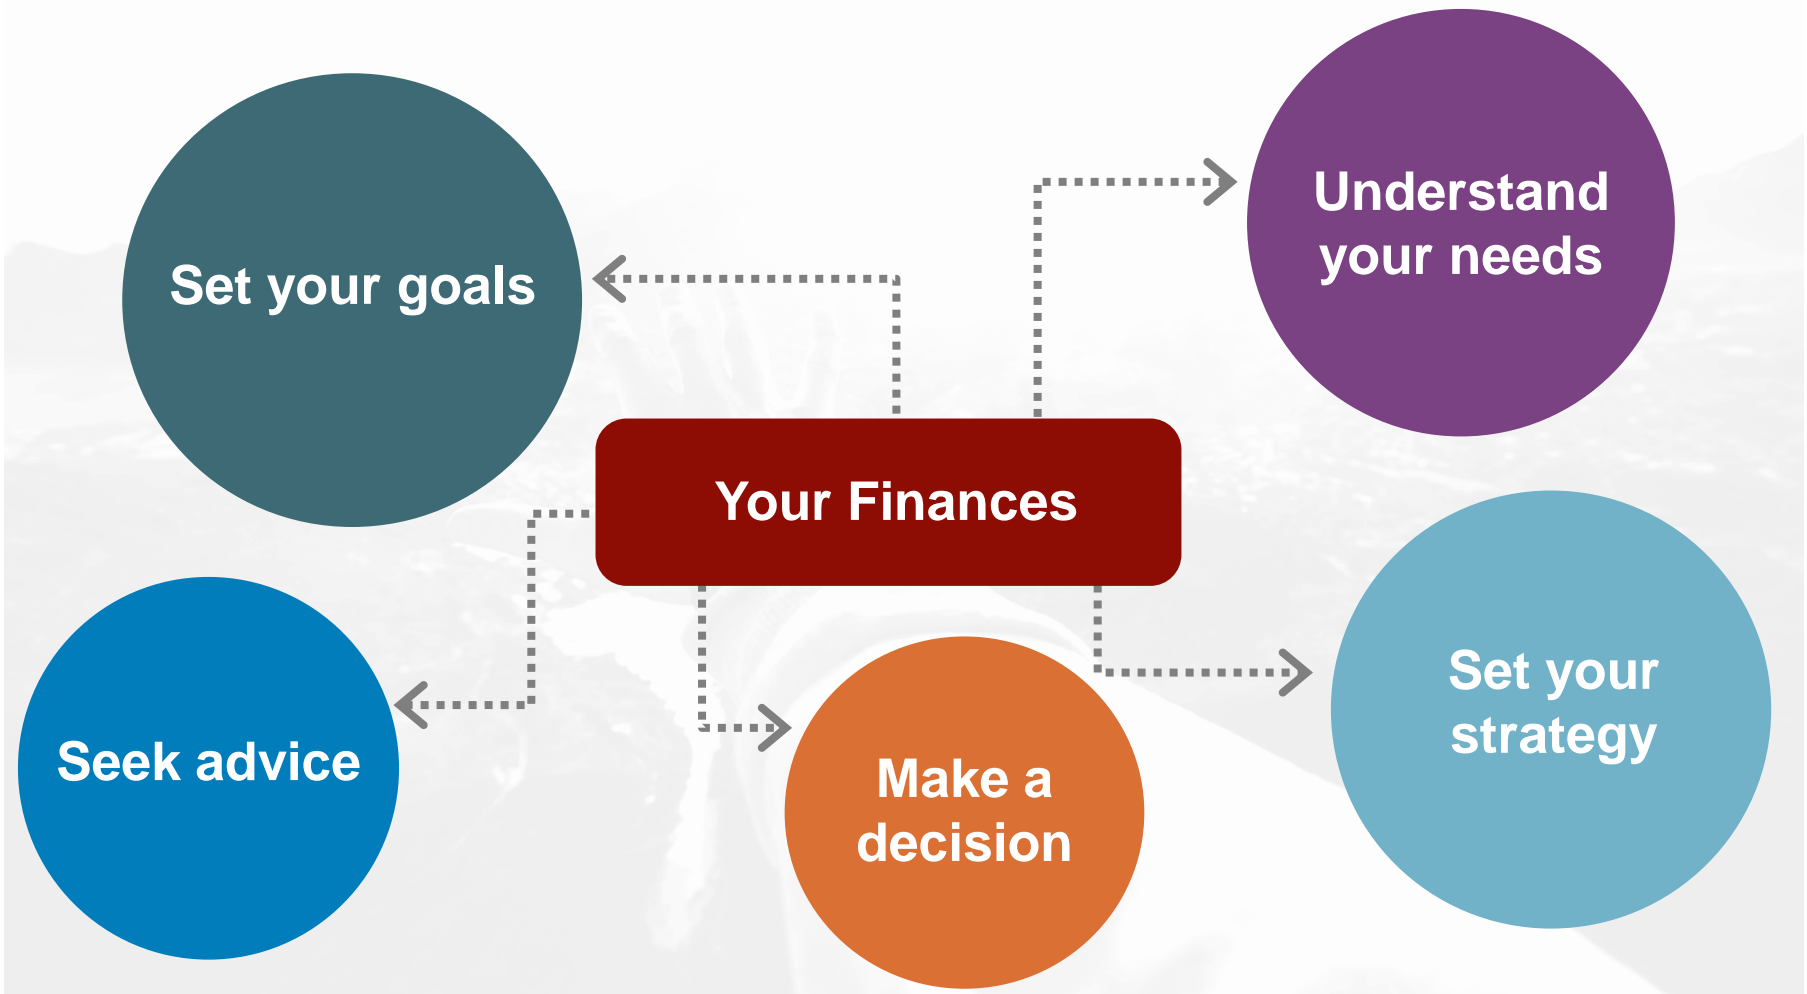 Set your goals
Understand
your needs
Your Finances
Set your
strategy
Seek advice
Make a
decision